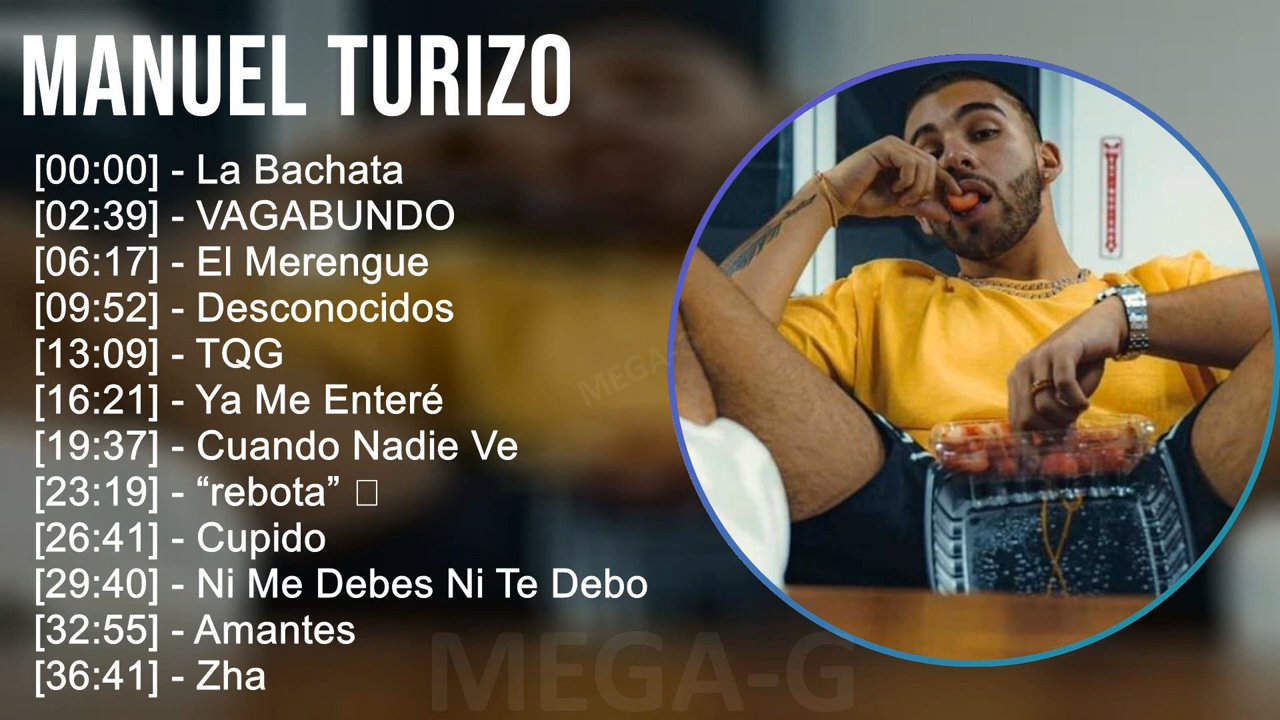 MANUEL TURIZO
[00:00] - La Bachata
[02:39] - VAGABUNDO
[06:17] - El Merengue
[09:52] - Desconocidos
[13:09] - TQG
[16:21] - Ya Me Enteré
[19:37] - Cuando Nadie Ve
[23:19] - “rebota” 
[26:41] - Cupido
[29:40] - Ni Me Debes Ni Te Debo
[32:55] - Amantes
[36:41] - Zha
MEGA-G
MEGA-